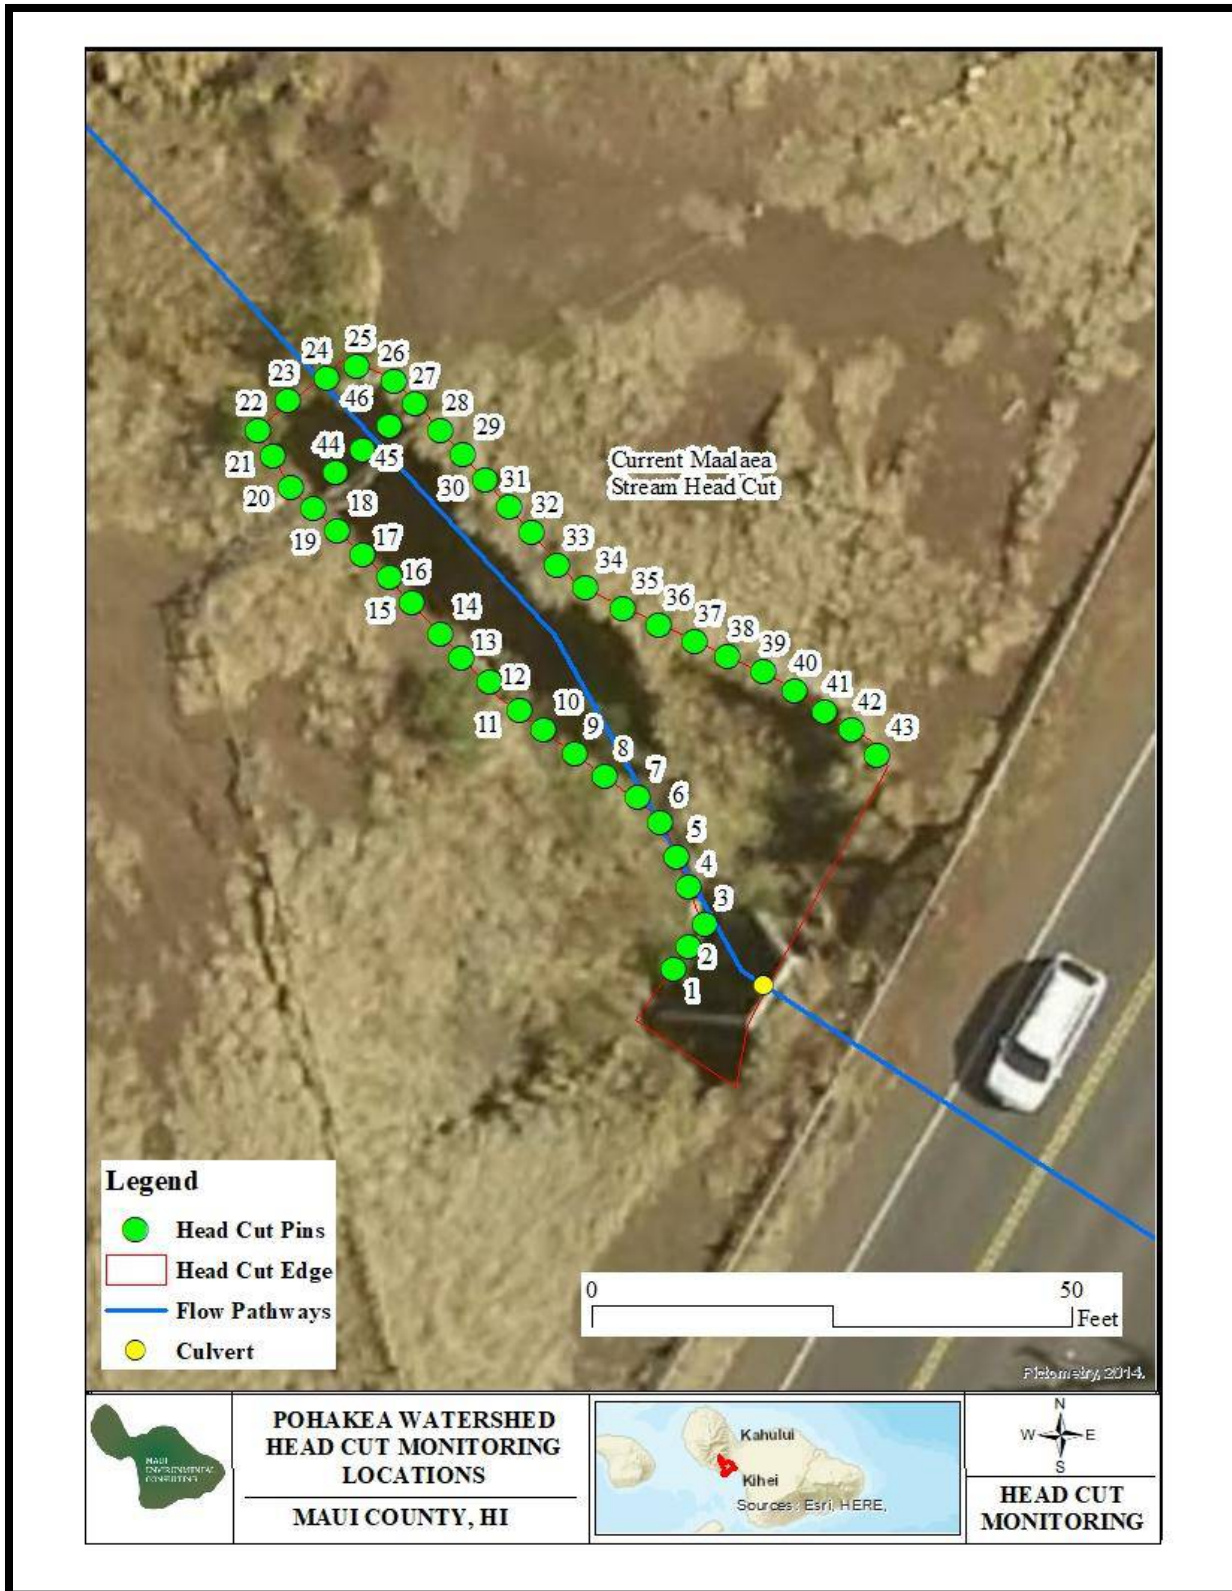 25
24
26
23
27
46
22
28
29
44
45
21
30
31
20
18
32
19
17
33
16
34
15
35
14
36
13
37
12
38
11
10
39
9
40
8
41
7
42
6
43
5
4
3
2
1
Current Maalaea
Stream Head Cut
Legend
Head Cut Pins
Head Cut Edge
Flow Pathways
Culvert
0 50
Feet
Pictometry, 2014.
MAUI
ENVIRONMENTAL
CONSULTING
POHAKEA WATERSHED
HEAD CUT MONITORING
LOCATIONS
MAUI COUNTY, HI
Kahului
Kihei
Sources: Esri, HERE,
N
W E
S
HEAD CUT
MONITORING